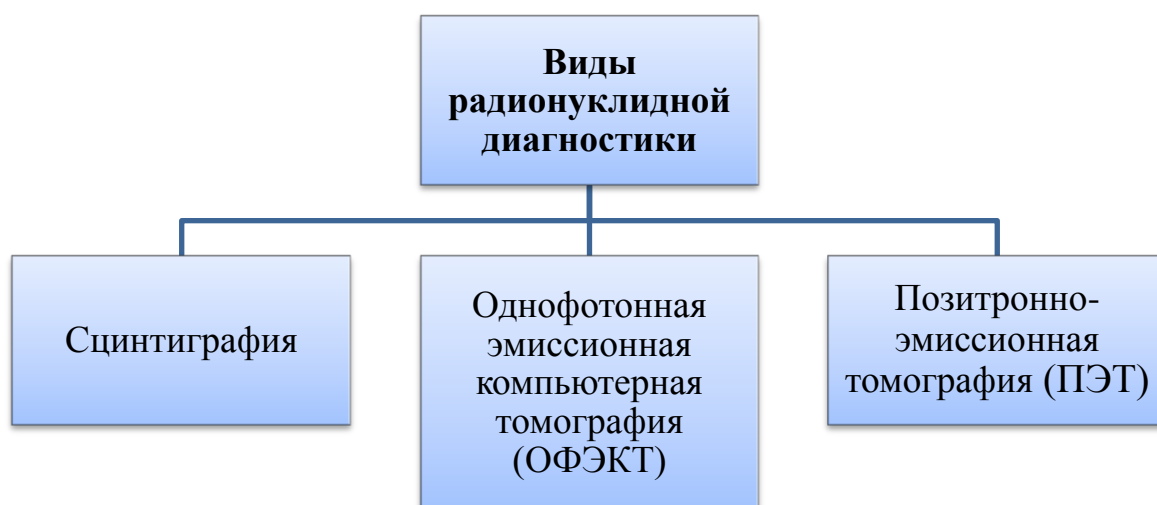 Виды
радионуклидной
диагностики
Сцинтиграфия
Однофотонная
эмиссионная
компьютерная
томография
(ОФЭКТ)
Позитронно-
эмиссионная
томография (ПЭТ)